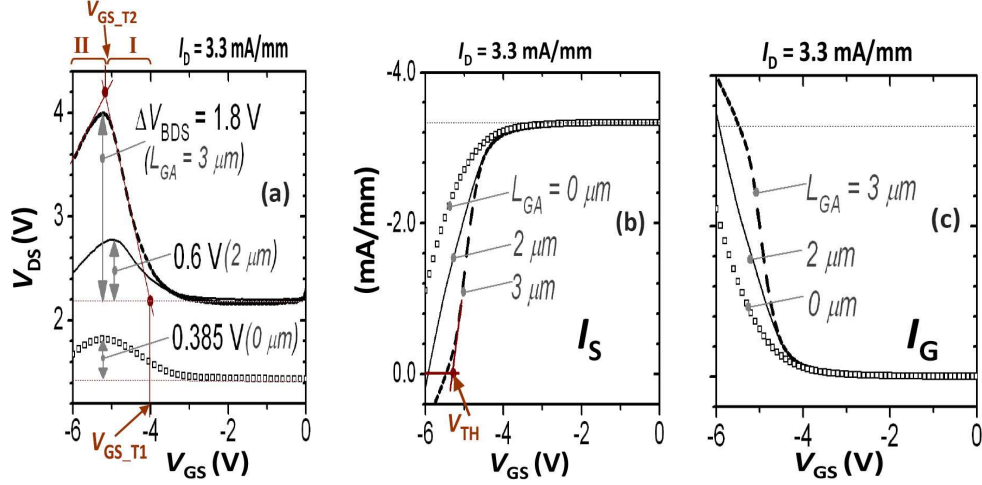 V_GS_T2
II I
I_D = 3.3 mA/mm
4
3
2
V_DS (V)
ΔV_BDS = 1.8 V
(L_GA = 3 µm)
(a)
0.6 V (2 µm)
0.385 V (0 µm)
-6 -4 -2 0
V_GS_T1
V_GS (V)
I_D = 3.3 mA/mm
-4.0
-2.0
0.0
(mA/mm)
L_GA = 0 µm
(b)
2 µm
3 µm
I_S
V_TH
-6 -4 -2 0
V_GS (V)
I_D = 3.3 mA/mm
L_GA = 3 µm
(c)
2 µm
0 µm
I_G
-6 -4 -2 0
V_GS (V)